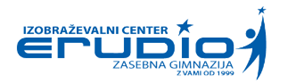 IZOBRAŽEVALNI CENTER
eRUDIO
ZASEBNA GIMNAZIJA
Z VAMI OD 1999